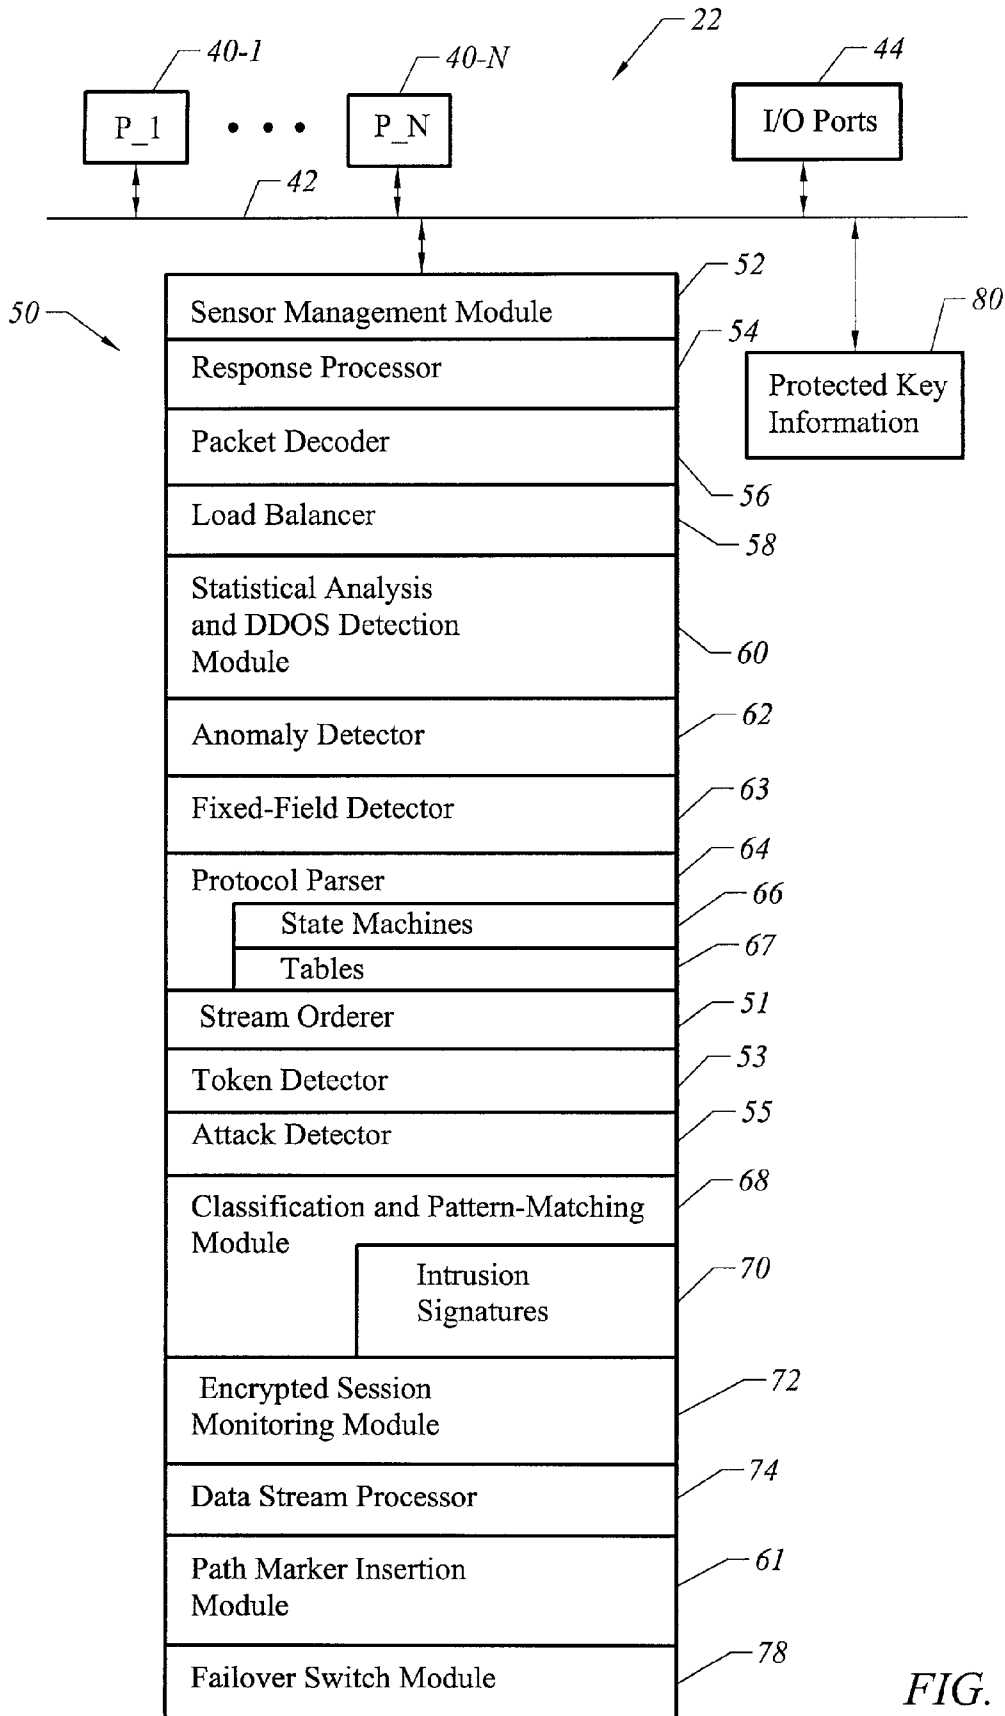 40-1
40-N
22
44
P_1
• • •
P_N
I/O Ports
42
50
52
Sensor Management Module
54
Response Processor
80
Protected Key
Information
Packet Decoder
56
Load Balancer
58
Statistical Analysis
and DDOS Detection
Module
60
62
Anomaly Detector
63
Fixed-Field Detector
64
Protocol Parser
66
State Machines
67
Tables
51
Stream Orderer
53
Token Detector
55
Attack Detector
68
Classification and Pattern-Matching
Module
70
Intrusion
Signatures
72
Encrypted Session
Monitoring Module
74
Data Stream Processor
61
Path Marker Insertion
Module
78
Failover Switch Module
FIG.